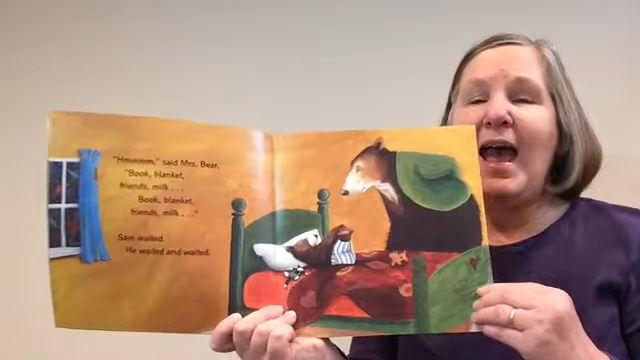 "Hmmmm," said Mrs. Bear.
"Book, blanket,
friends, milk . . .
Book, blanket,
friends, milk . . ."
Sam waited.
He waited and waited.